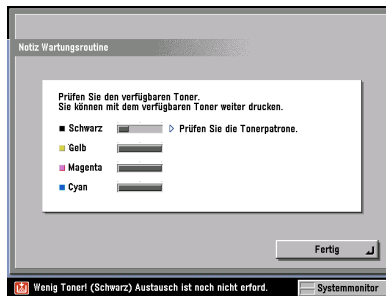 Notiz Wartungsroutine
Prüfen Sie den verfügbaren Toner.
Sie können mit dem verfügbaren Toner weiter drucken.
Schwarz
Prüfen Sie die Tonerpatrone.
Gelb
Magenta
Cyan
Fertig
Wenig Toner! (Schwarz) Austausch ist noch nicht erford.
Systemmonitor